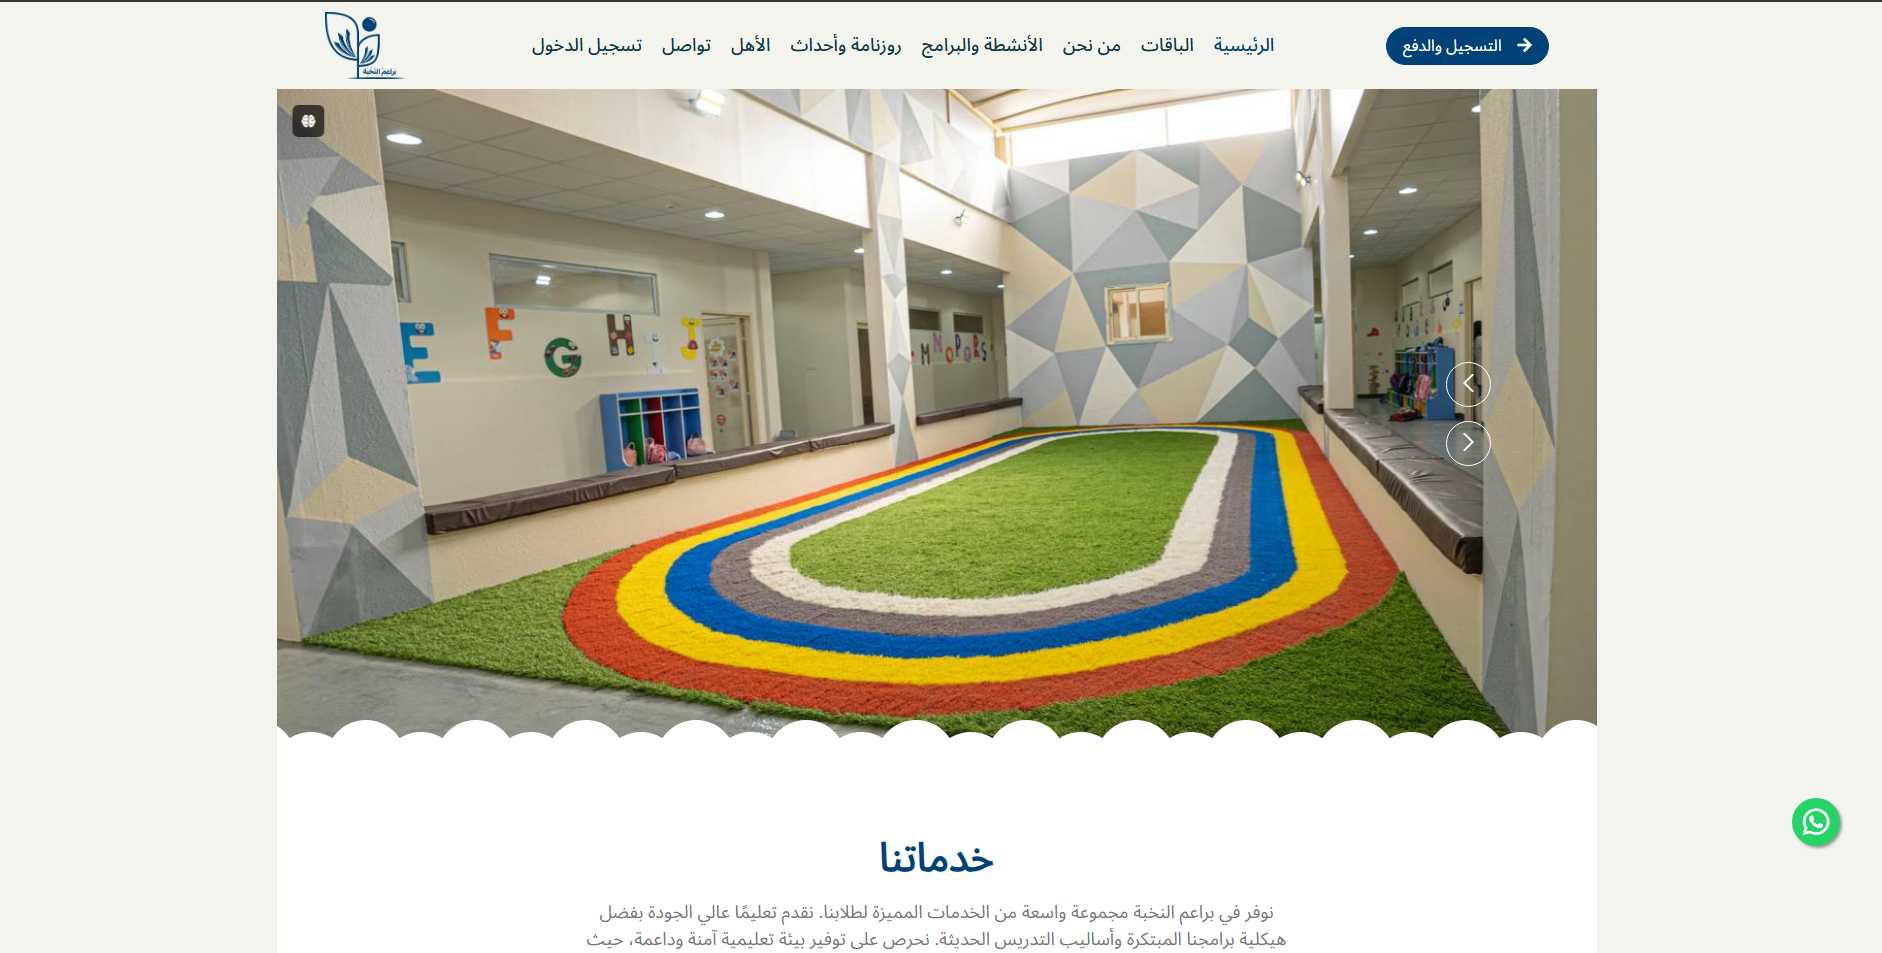 براعم النخبة
الرئيسية الباقات من نحن الأنشطة والبرامج روزنامة وأحداث الأهل تواصل تسجيل الدخول
التسجيل والدفع
E F G H I J
M N O P Q R S
خدماتنا
نوفر في براعم النخبة مجموعة واسعة من الخدمات المميزة لطلابنا. نقدم تعليمًا عالي الجودة بفضل
هيكلية برامجنا المبتكرة وأساليب التدريس الحديثة. نحرص على توفير بيئة تعليمية آمنة وداعمة، حيث